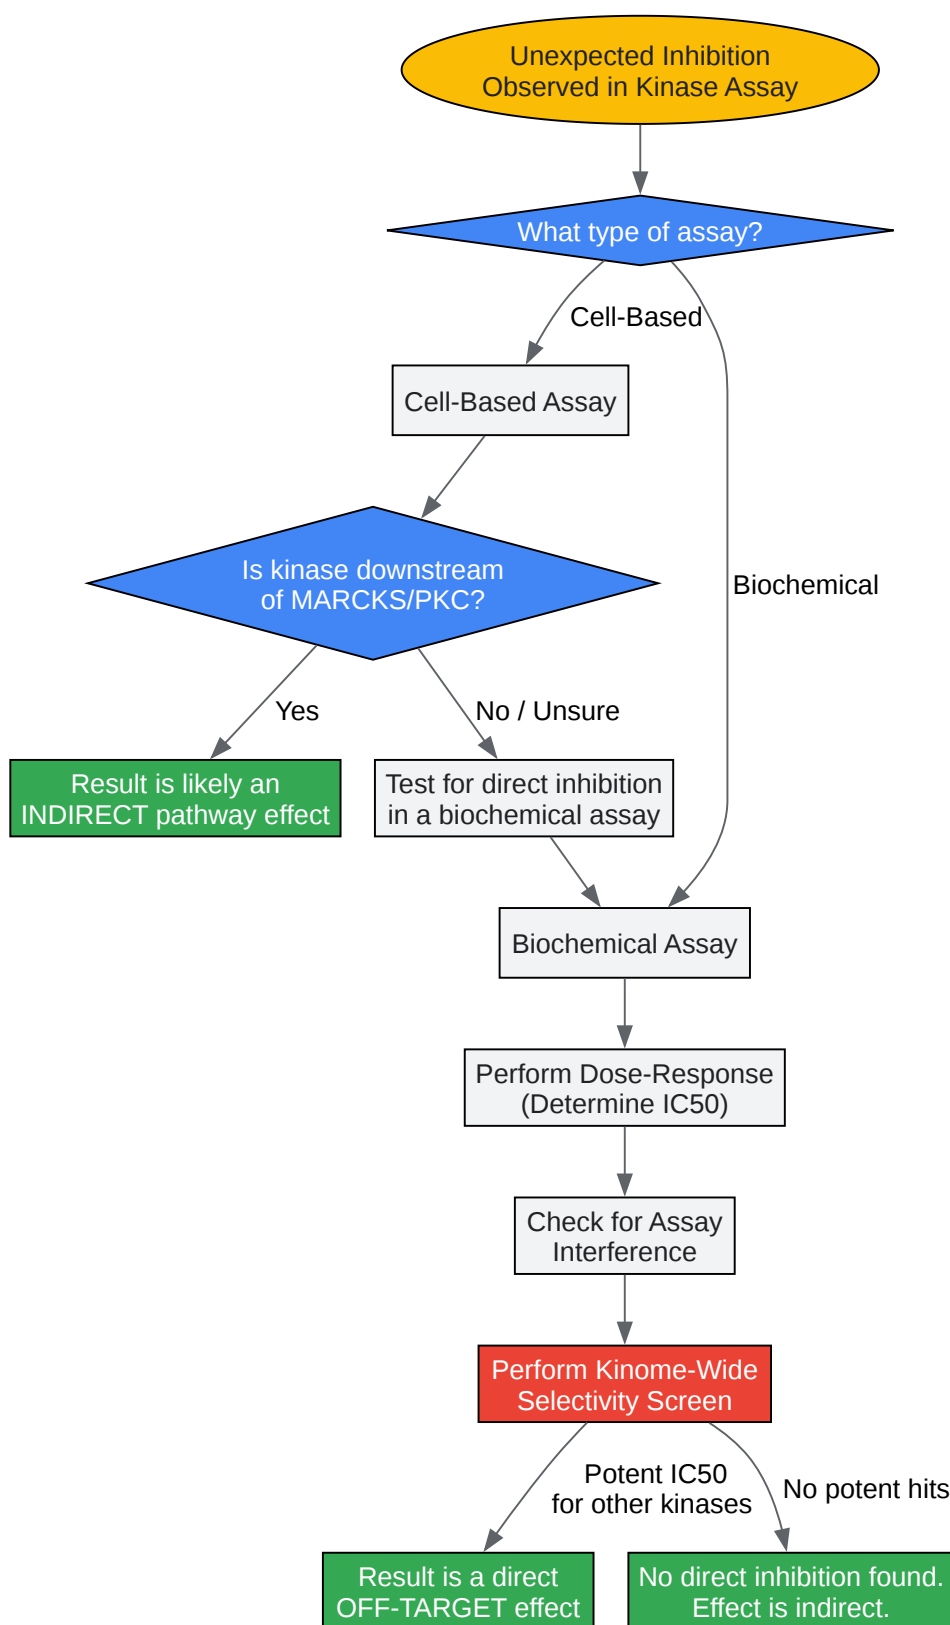 Unexpected Inhibition
Observed in Kinase Assay
What type of assay?
Cell-Based
Cell-Based Assay
Is kinase downstream
of MARCKS/PKC?
Biochemical
Yes
No / Unsure
Result is likely an
INDIRECT pathway effect
Test for direct inhibition
in a biochemical assay
Biochemical Assay
Perform Dose-Response
(Determine IC50)
Check for Assay
Interference
Perform Kinome-Wide
Selectivity Screen
Potent IC50
for other kinases
No potent hits
Result is a direct
OFF-TARGET effect
No direct inhibition found.
Effect is indirect.